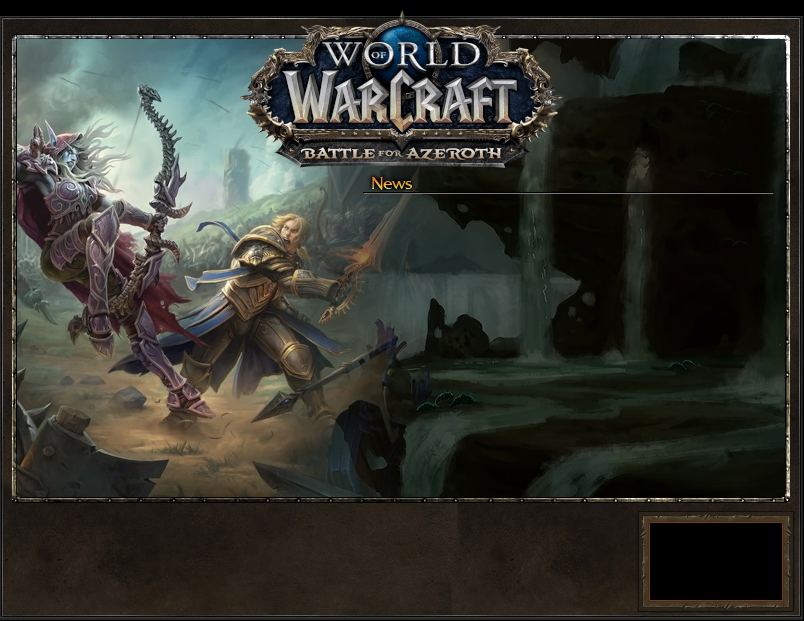 WORLD
OF
WARCRAFT
BATTLE FOR AZEROTH
News